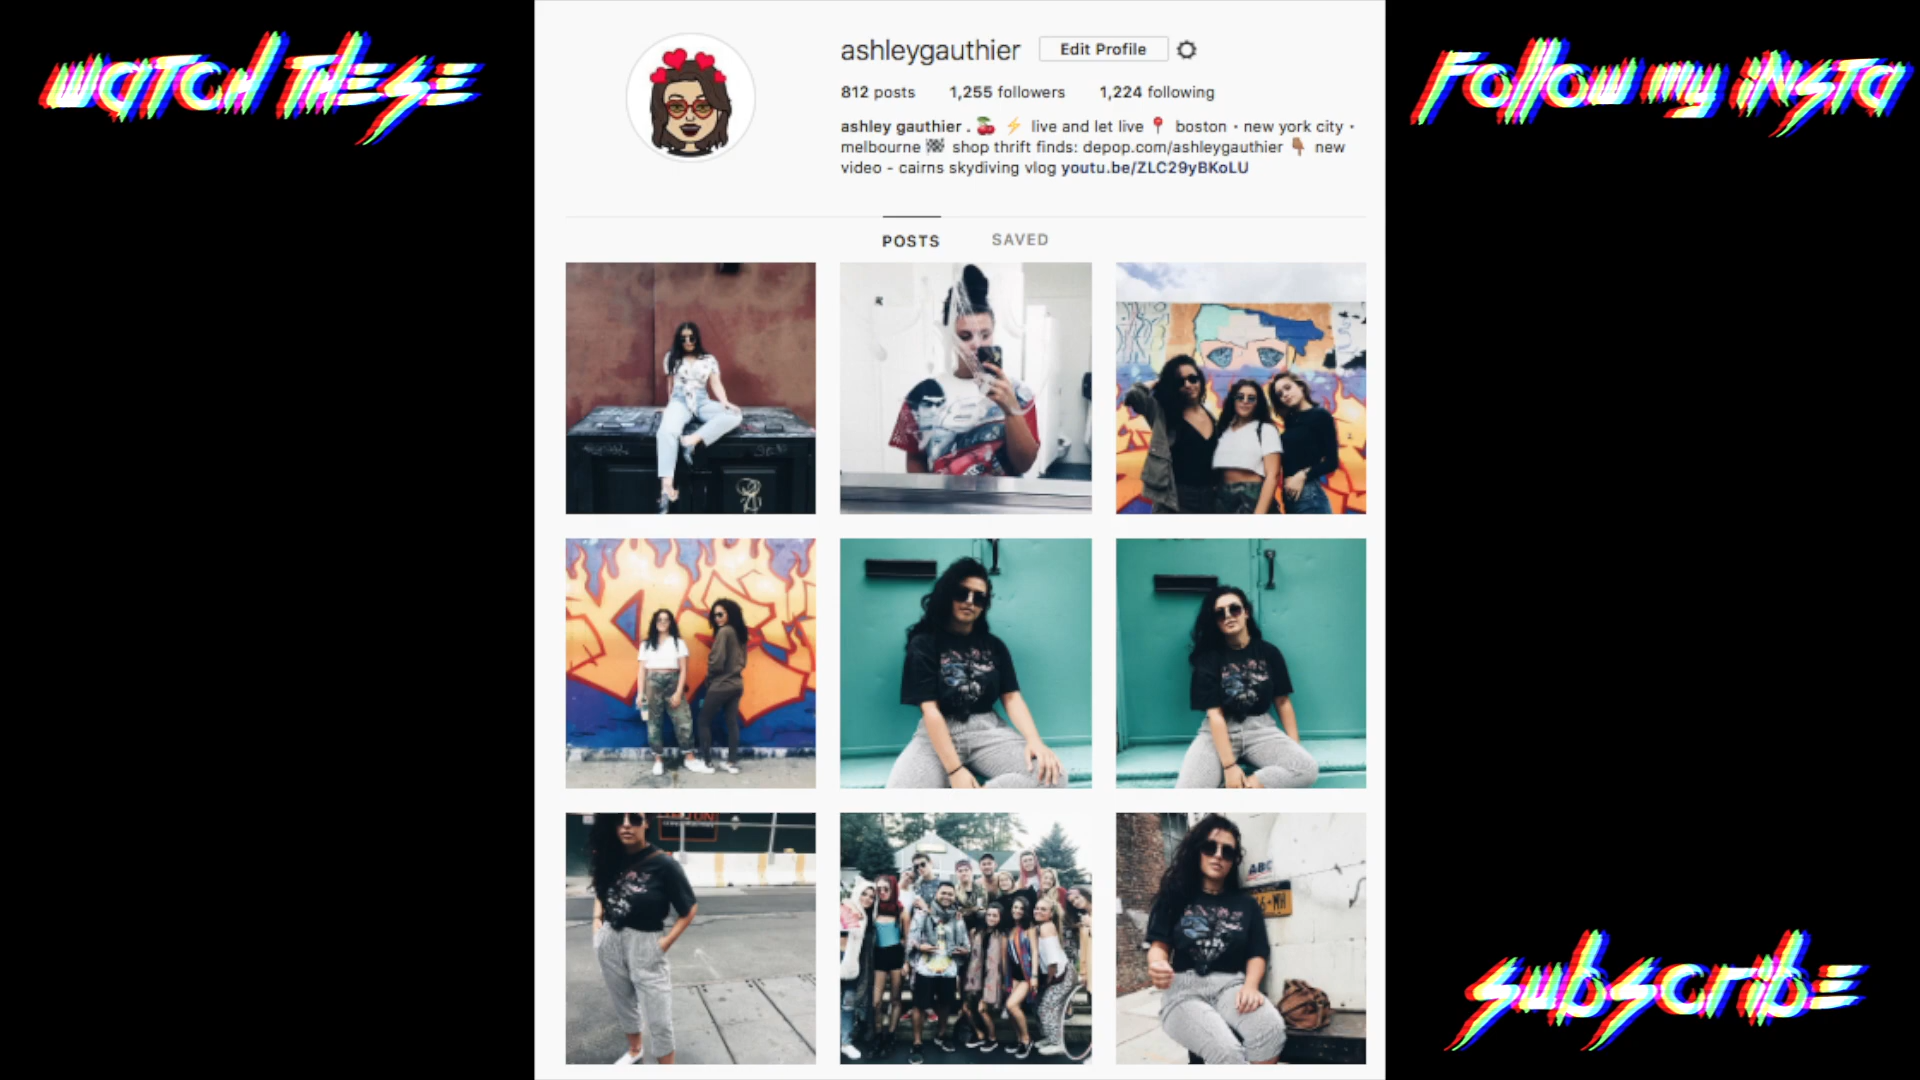 WATCH THESE
Follow my iNSTA
ashleygauthier Edit Profile
812 posts 1,255 followers 1,224 following
ashley gauthier . 🍒 ⚡ live and let live 📍 boston • new york city •
melbourne 🏁 shop thrift finds: depop.com/ashleygauthier 👇🏾 new
video - cairns skydiving vlog youtu.be/ZLC29yBKoLU
POSTS SAVED
ABC
subscribE